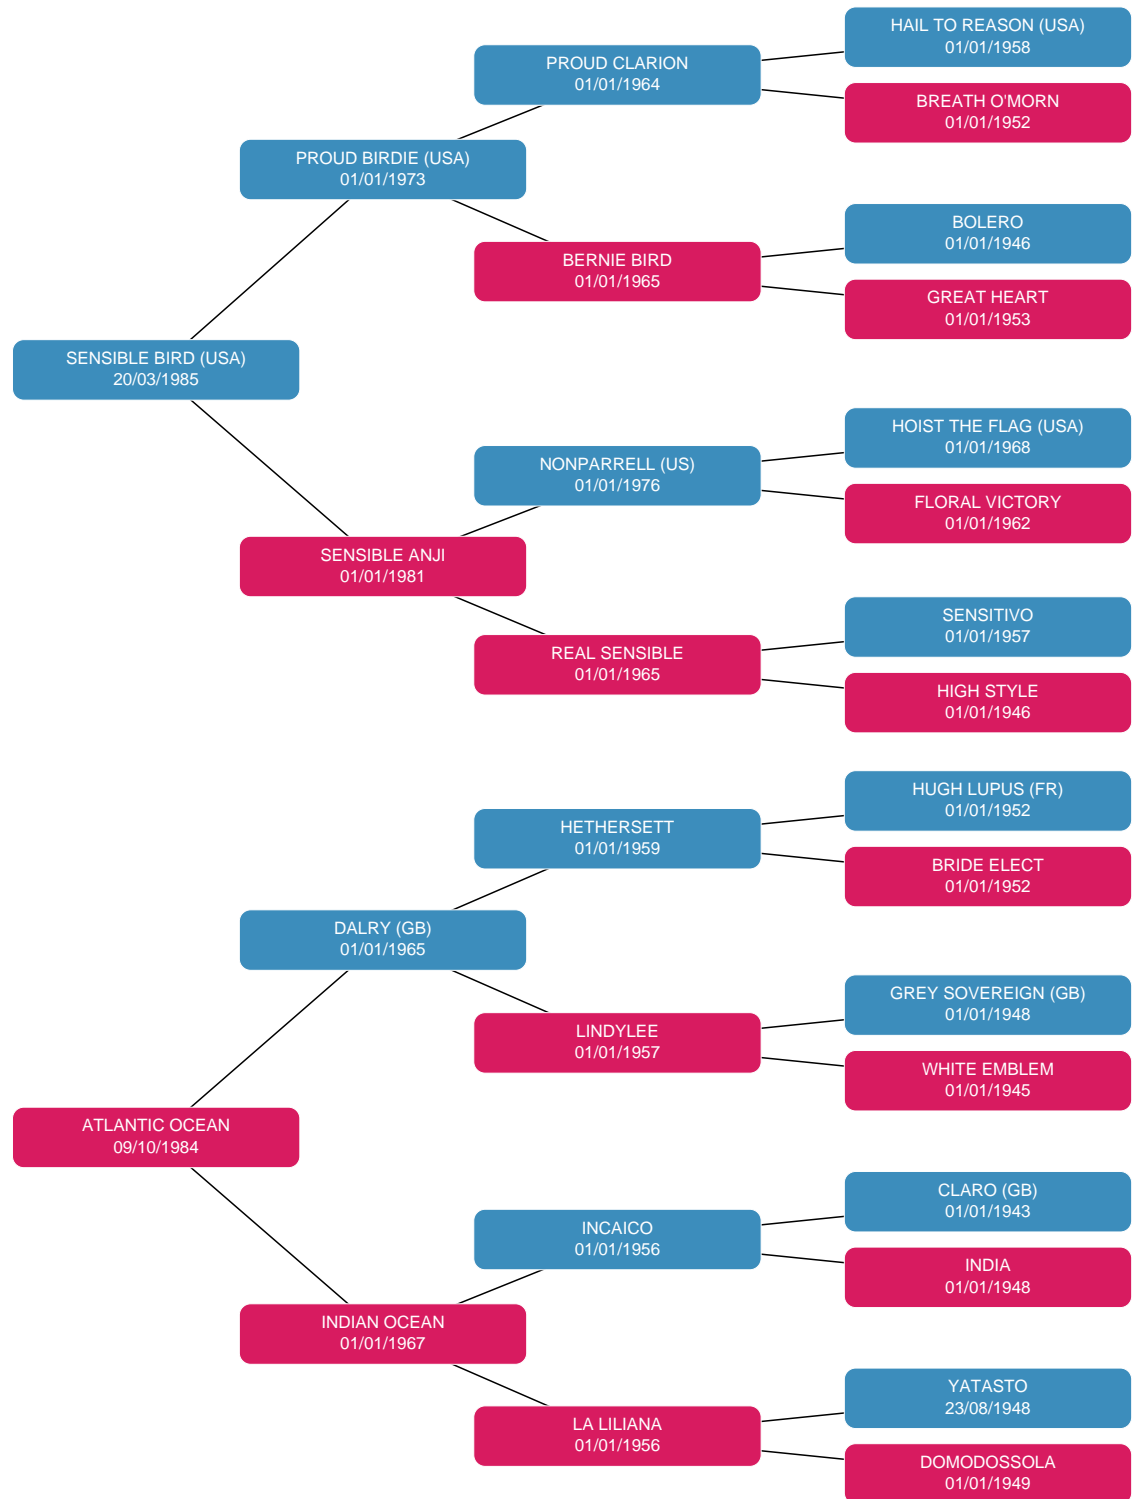 HAIL TO REASON (USA)
01/01/1958
PROUD CLARION
01/01/1964
BREATH O'MORN
01/01/1952
PROUD BIRDIE (USA)
01/01/1973
BOLERO
01/01/1946
BERNIE BIRD
01/01/1965
GREAT HEART
01/01/1953
SENSIBLE BIRD (USA)
20/03/1985
HOIST THE FLAG (USA)
01/01/1968
NONPARRELL (US)
01/01/1976
FLORAL VICTORY
01/01/1962
SENSIBLE ANJI
01/01/1981
SENSITIVO
01/01/1957
REAL SENSIBLE
01/01/1965
HIGH STYLE
01/01/1946
HUGH LUPUS (FR)
01/01/1952
HETHERSETT
01/01/1959
BRIDE ELECT
01/01/1952
DALRY (GB)
01/01/1965
GREY SOVEREIGN (GB)
01/01/1948
LINDYLEE
01/01/1957
WHITE EMBLEM
01/01/1945
ATLANTIC OCEAN
09/10/1984
CLARO (GB)
01/01/1943
INCAICO
01/01/1956
INDIA
01/01/1948
INDIAN OCEAN
01/01/1967
YATASTO
23/08/1948
LA LILIANA
01/01/1956
DOMODOSSOLA
01/01/1949